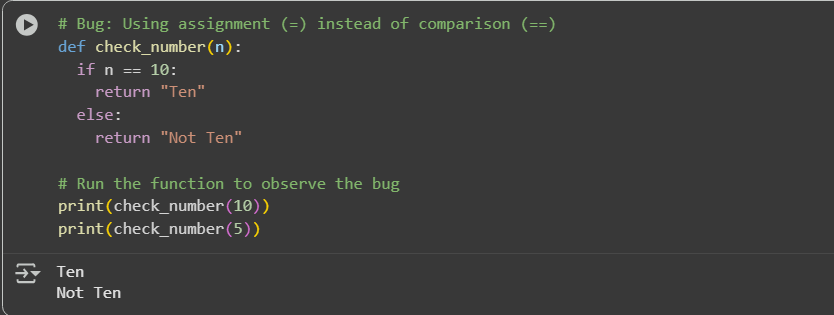 # Bug: Using assignment (=) instead of comparison (==)
def check_number(n):
  if n == 10:
    return "Ten"
  else:
    return "Not Ten"

# Run the function to observe the bug
print(check_number(10))
print(check_number(5))
Ten
Not Ten